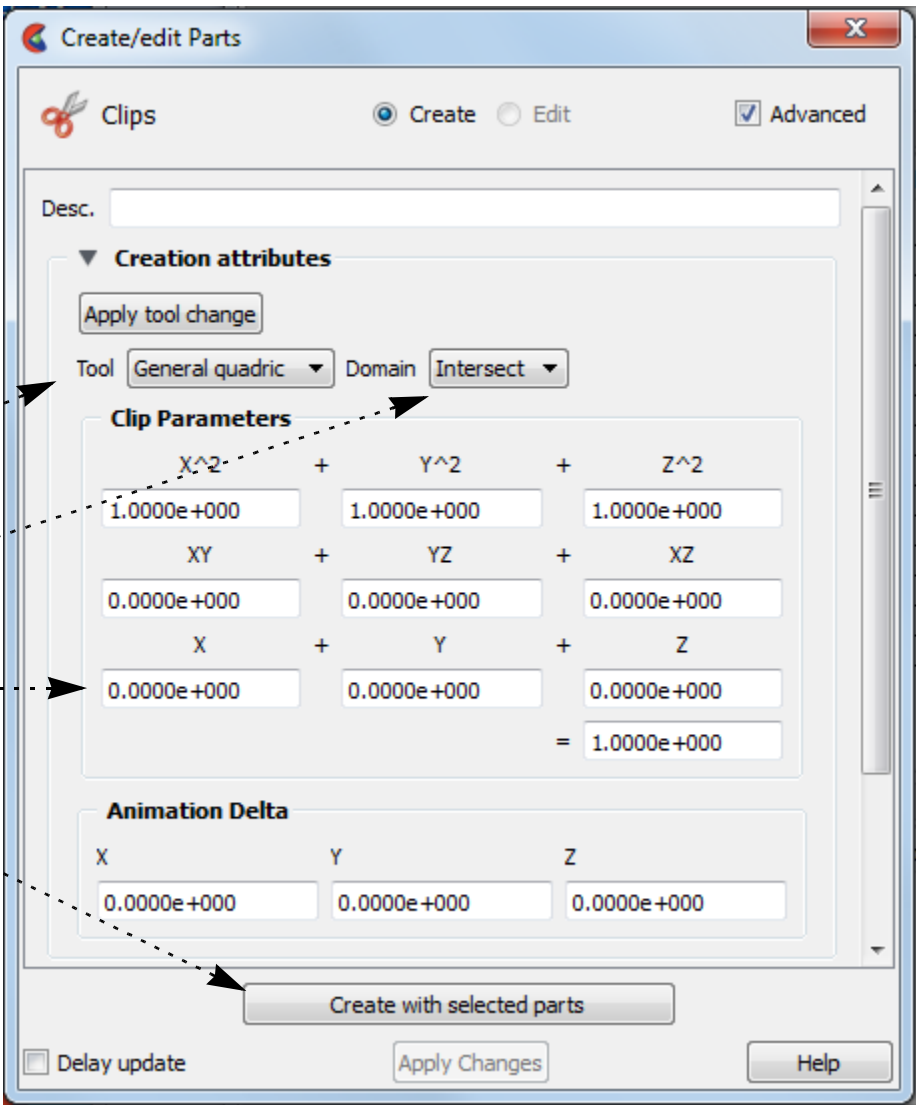 Create/edit Parts
Clips Create Edit Advanced
Desc.
Creation attributes
Apply tool change
Tool General quadric Domain Intersect
Clip Parameters
X^2 + Y^2 + Z^2
1.0000e+000 1.0000e+000 1.0000e+000
XY + YZ + XZ
0.0000e+000 0.0000e+000 0.0000e+000
X + Y + Z
0.0000e+000 0.0000e+000 0.0000e+000
= 1.0000e+000
Animation Delta
X Y Z
0.0000e+000 0.0000e+000 0.0000e+000
Create with selected parts
Delay update Apply Changes Help